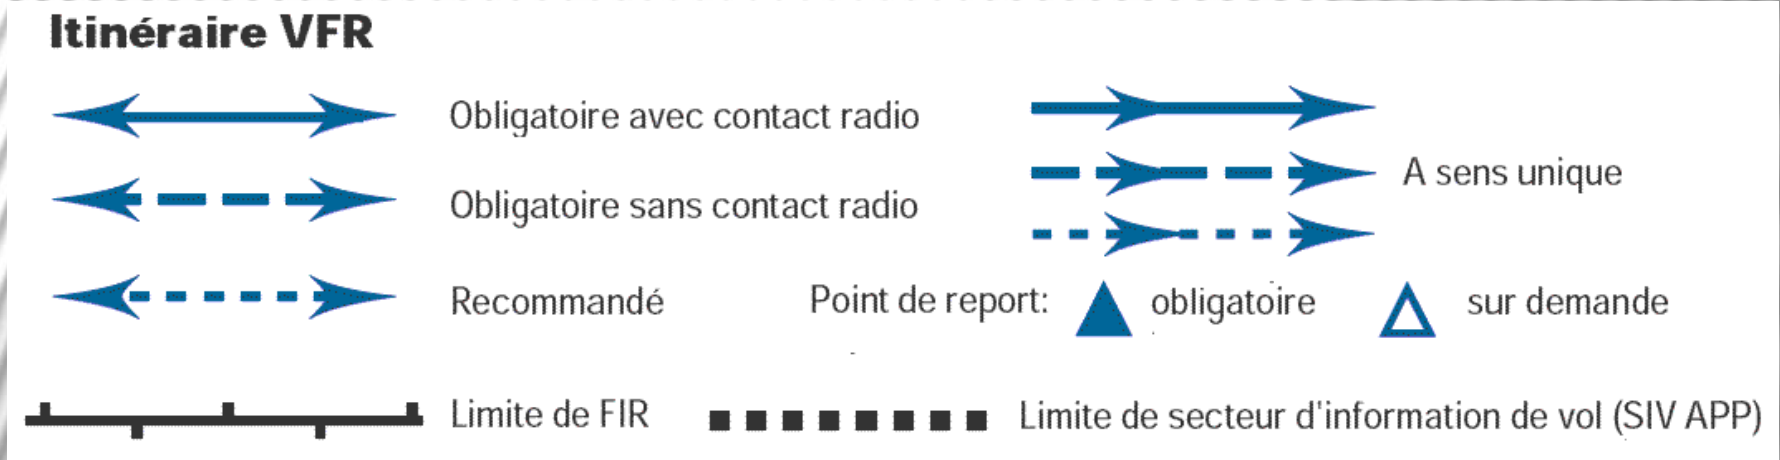 Itinéraire VFR
Obligatoire avec contact radio
Obligatoire sans contact radio
A sens unique
Recommandé
Point de report: obligatoire sur demande
Limite de FIR
Limite de secteur d'information de vol (SIV APP)